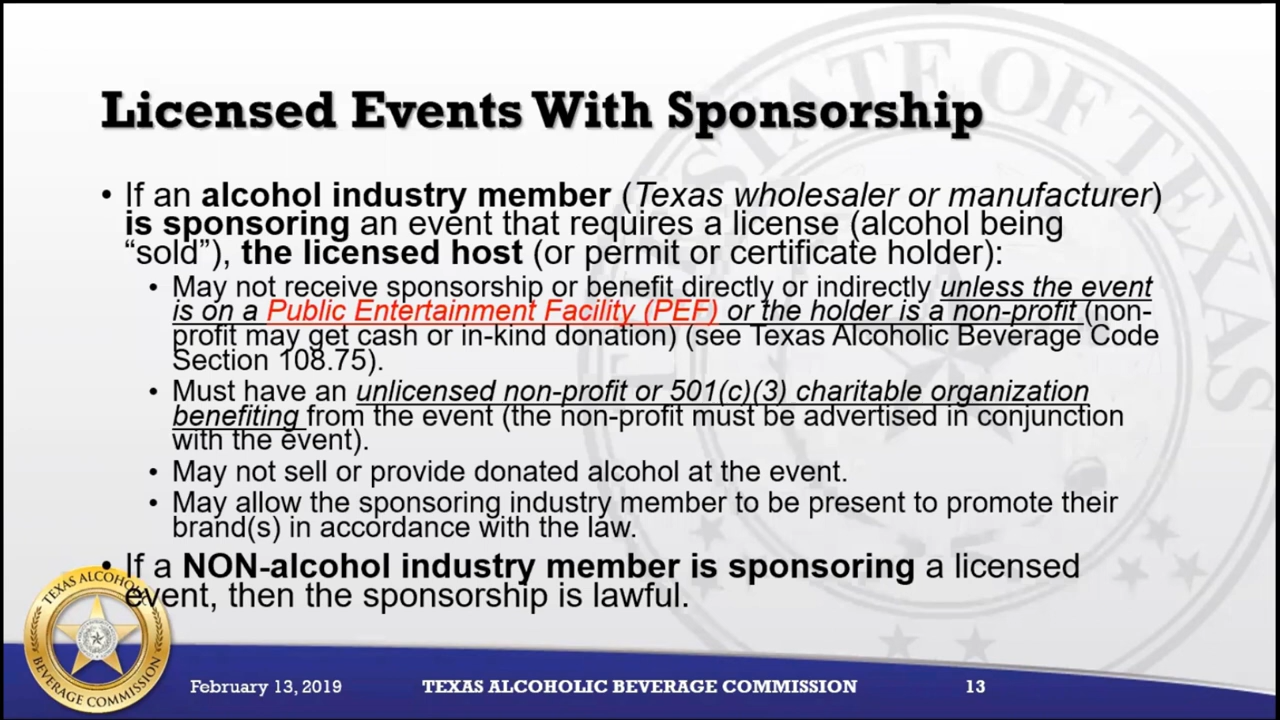 Licensed Events With Sponsorship
• If an alcohol industry member (Texas wholesaler or manufacturer)
is sponsoring an event that requires a license (alcohol being
“sold”), the licensed host (or permit or certificate holder):
• May not receive sponsorship or benefit directly or indirectly unless the event
is on a Public Entertainment Facility (PEF) or the holder is a non-profit (non-
profit may get cash or in-kind donation) (see Texas Alcoholic Beverage Code
Section 108.75).
• Must have an unlicensed non-profit or 501(c)(3) charitable organization
benefiting from the event (the non-profit must be advertised in conjunction
with the event).
• May not sell or provide donated alcohol at the event.
• May allow the sponsoring industry member to be present to promote their
brand(s) in accordance with the law.
• If a NON-alcohol industry member is sponsoring a licensed
event, then the sponsorship is lawful.
TEXAS ALCOHOLIC
BEVERAGE COMMISSION
February 13, 2019
TEXAS ALCOHOLIC BEVERAGE COMMISSION
13
THE STATE OF TEXAS